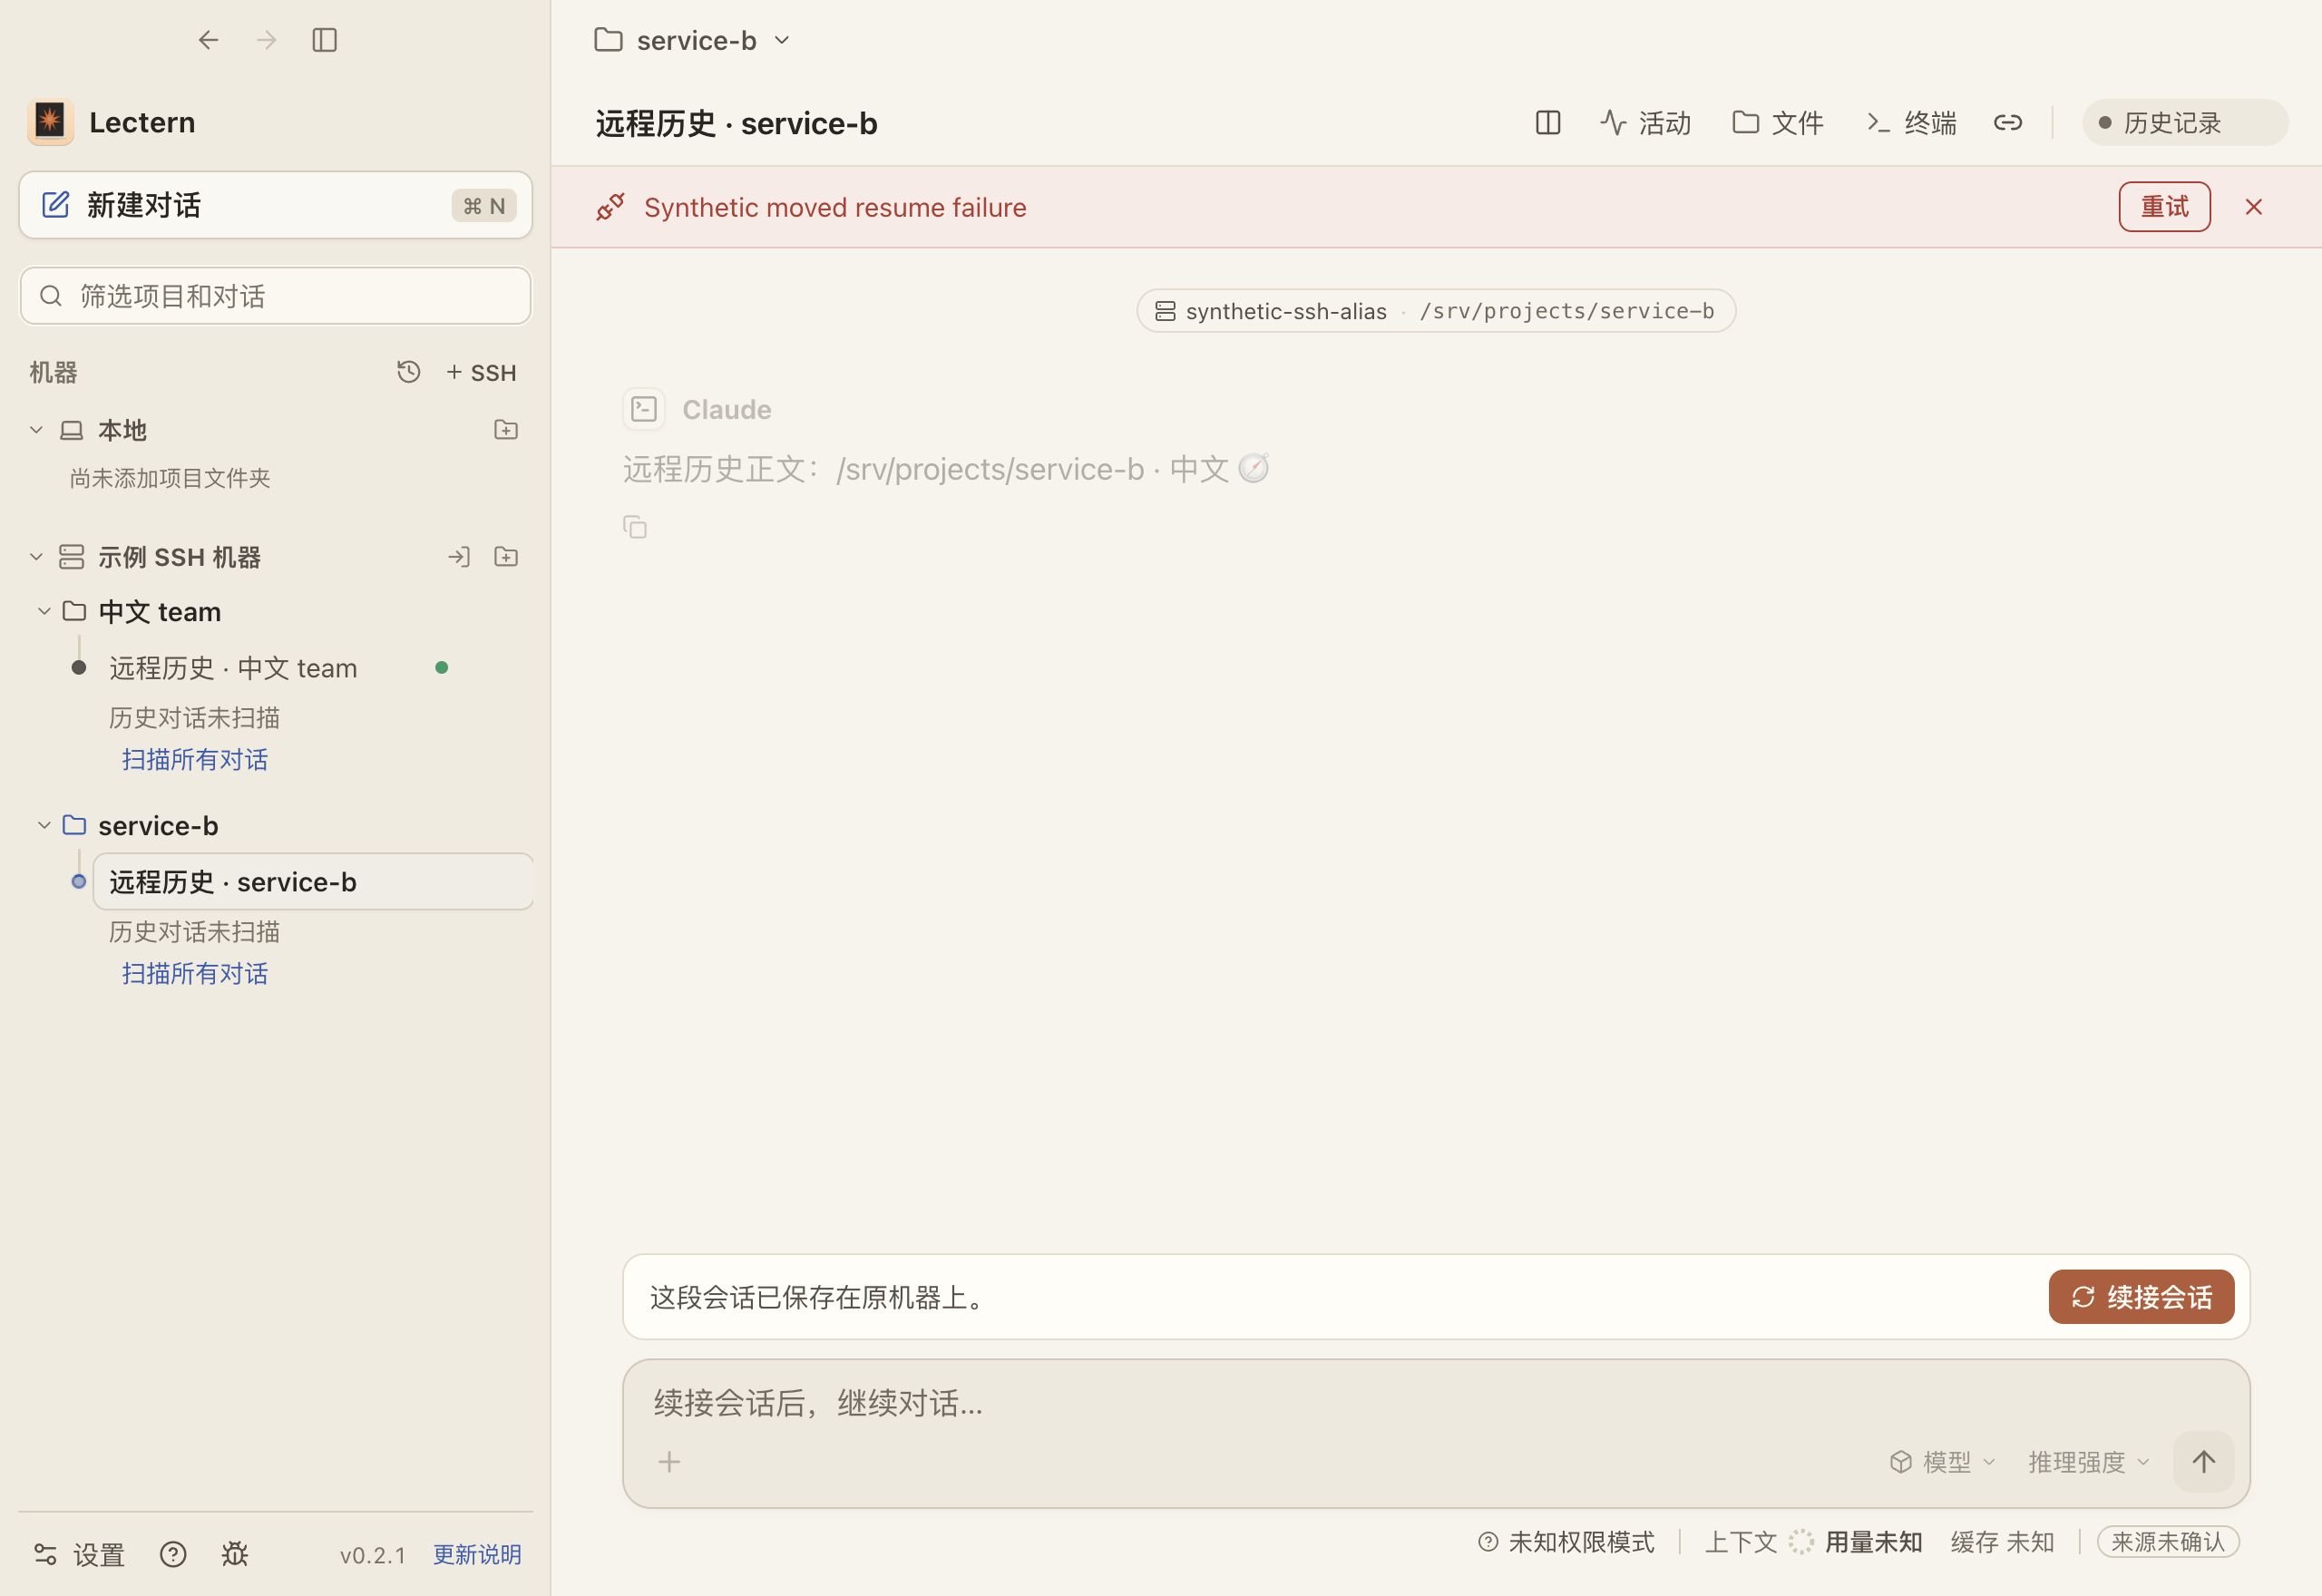 Lectern
新建对话
⌘ N
筛选项目和对话
机器
+ SSH
本地
尚未添加项目文件夹
示例 SSH 机器
中文 team
远程历史 · 中文 team
历史对话未扫描
扫描所有对话
service-b
远程历史 · service-b
历史对话未扫描
扫描所有对话
设置
v0.2.1
更新说明
service-b
远程历史 · service-b
活动
文件
终端
历史记录
Synthetic moved resume failure
重试
synthetic-ssh-alias · /srv/projects/service-b
Claude
远程历史正文：/srv/projects/service-b · 中文 🧭
这段会话已保存在原机器上。
续接会话
续接会话后，继续对话...
模型
推理强度
未知权限模式
上下文
用量未知
缓存 未知
来源未确认